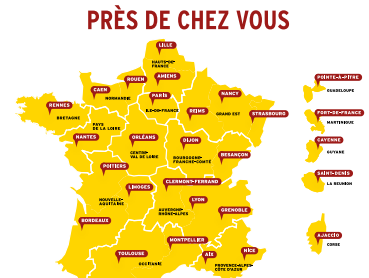 PRÈS DE CHEZ VOUS
LILLE
HAUTS-DE-
FRANCE
AMIENS
ROUEN
CAEN
NORMANDIE
PARIS
ILE-DE-FRANCE
REIMS
NANCY
GRAND EST
STRASBOURG
RENNES
BRETAGNE
PAYS
DE LA LOIRE
NANTES
ORLÉANS
CENTRE-
VAL DE LOIRE
DIJON
BOURGOGNE-
FRANCHE-COMTÉ
BESANÇON
POITIERS
LIMOGES
NOUVELLE-
AQUITAINE
CLERMONT-FERRAND
LYON
AUVERGNE-
RHÔNE-ALPES
GRENOBLE
BORDEAUX
TOULOUSE
OCCITANIE
MONTPELLIER
AIX
NICE
PROVENCE-ALPES-
CÔTE D'AZUR
POINTE-À-PITRE
GUADELOUPE
FORT-DE-FRANCE
MARTINIQUE
CAYENNE
GUYANE
SAINT-DENIS
LA REUNION
AJACCIO
CORSE